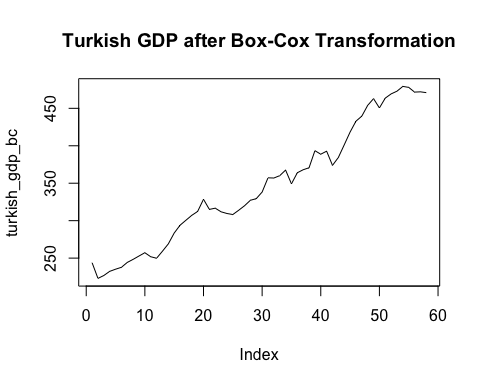 Turkish GDP after Box-Cox Transformation
turkish_gdp_bc
450
350
250
0 10 20 30 40 50 60
Index